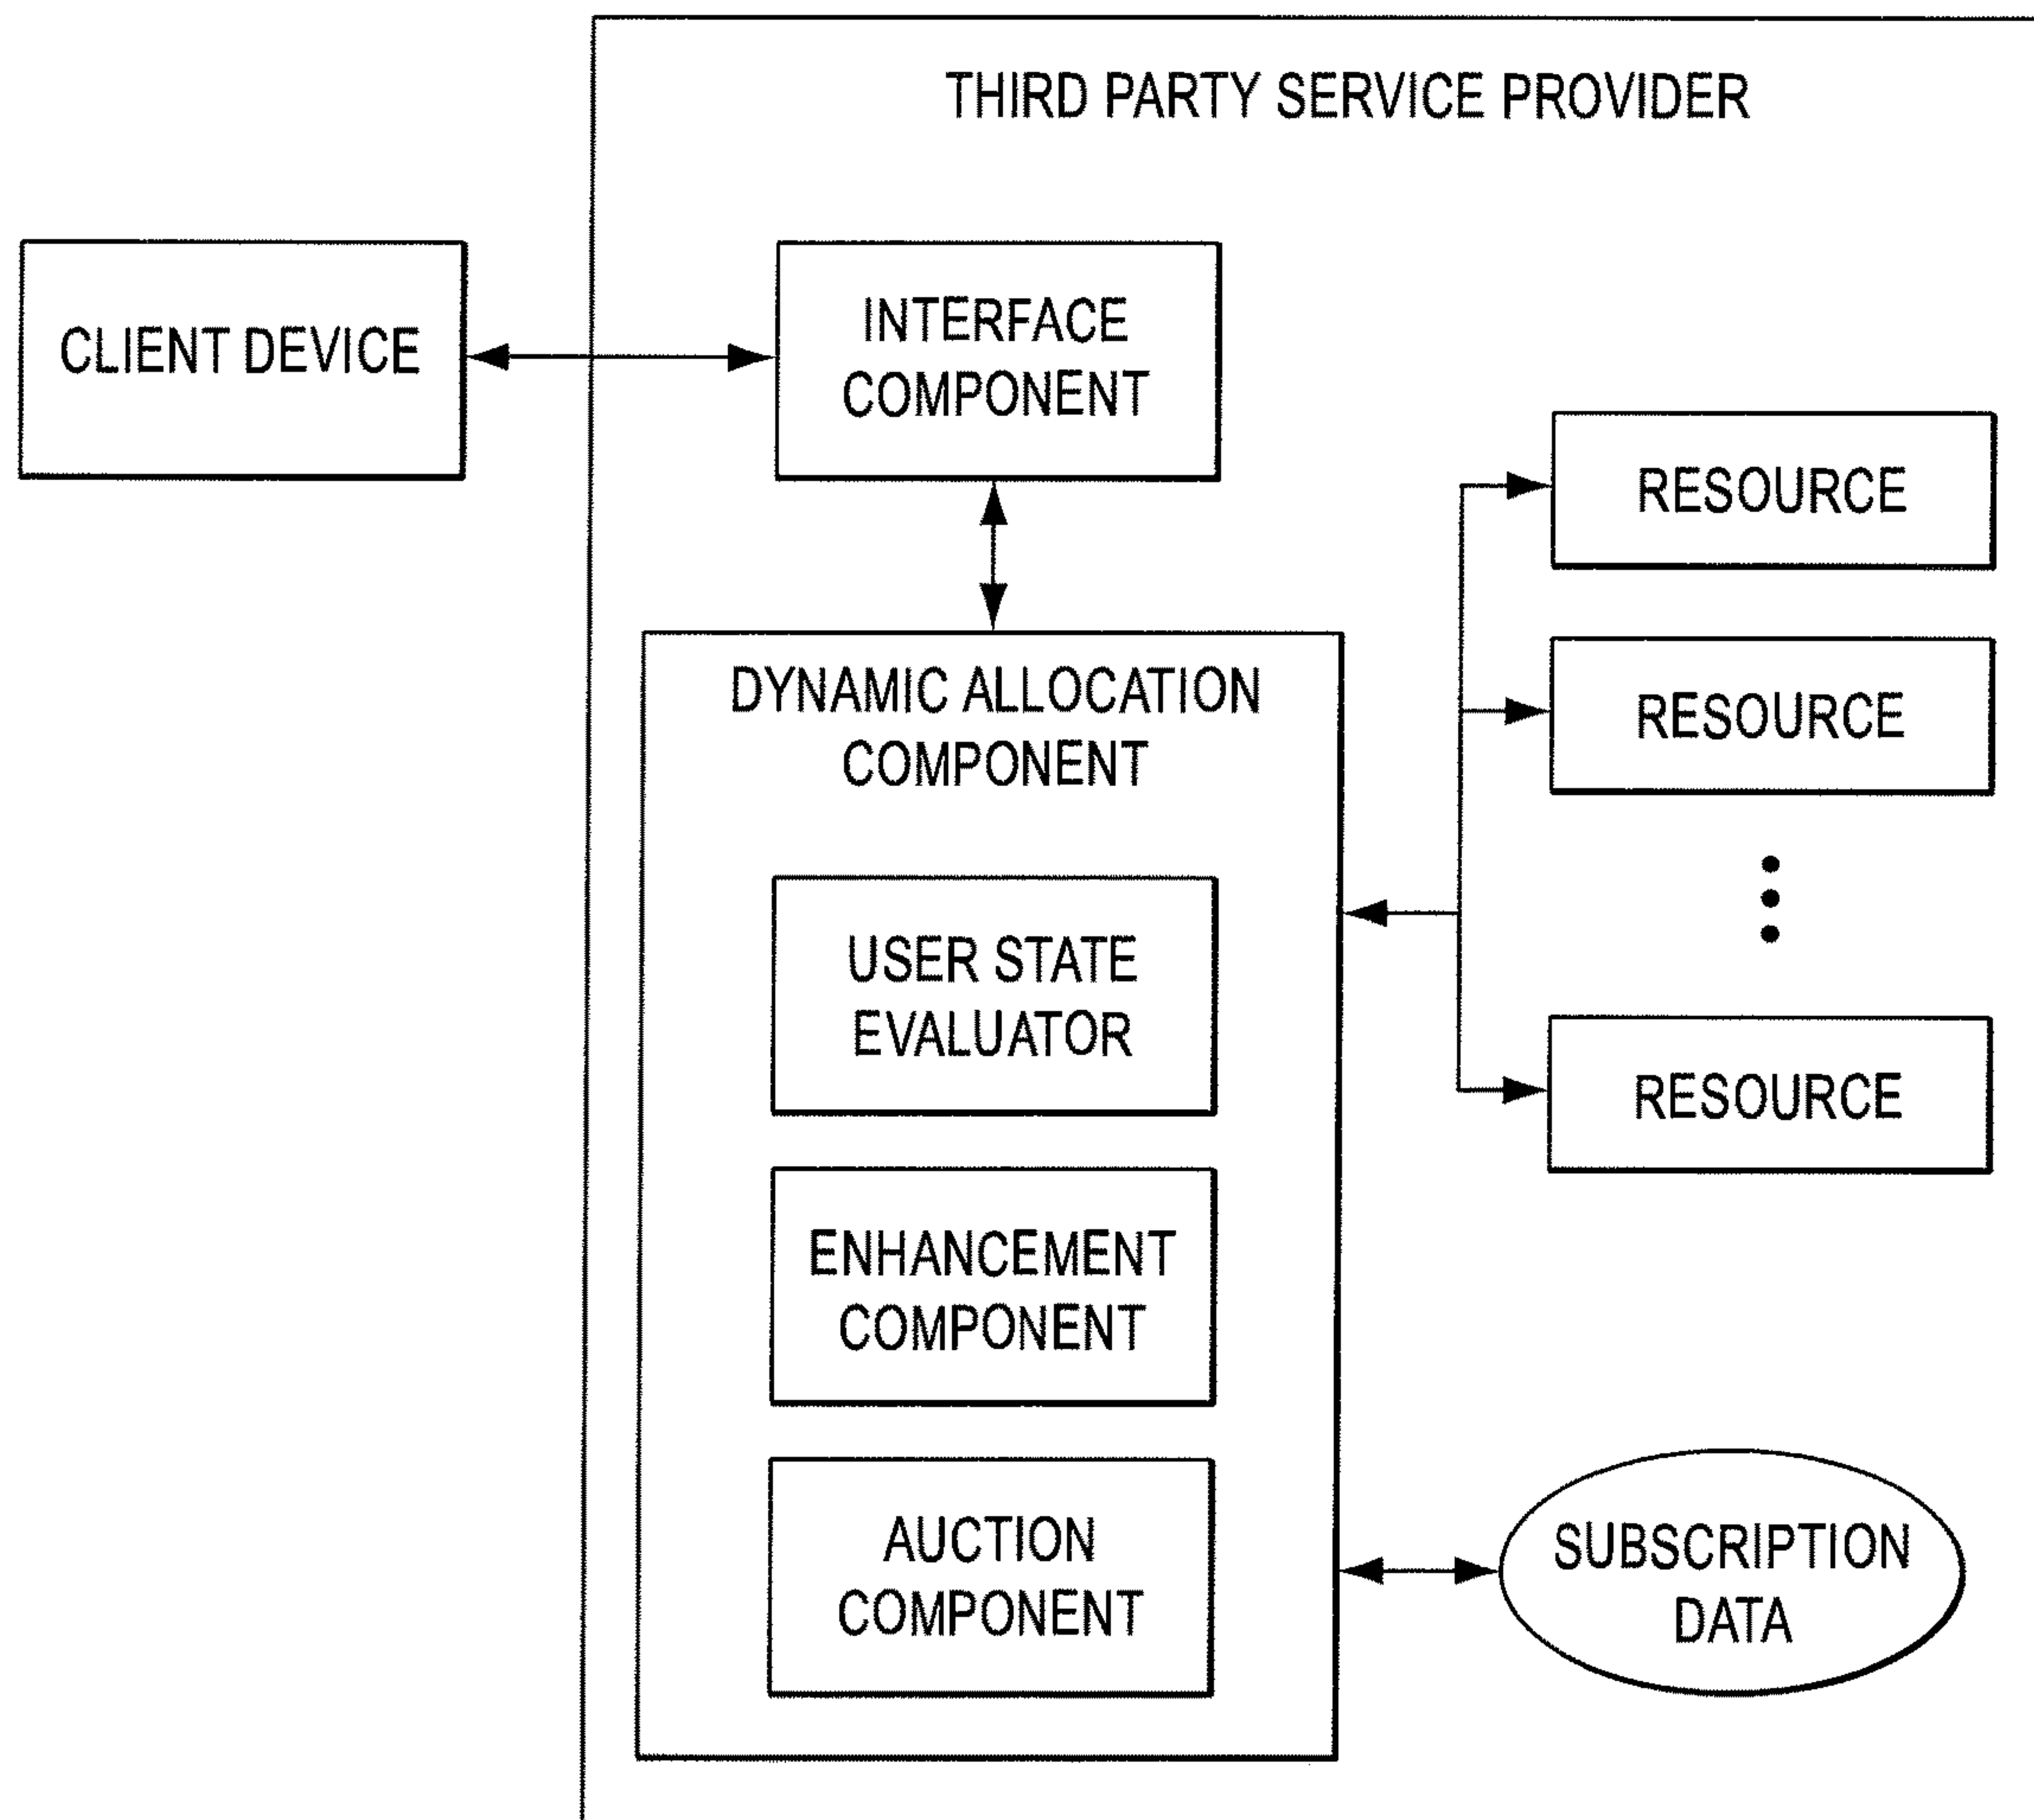 THIRD PARTY SERVICE PROVIDER
CLIENT DEVICE
INTERFACE
COMPONENT
RESOURCE
RESOURCE
RESOURCE
DYNAMIC ALLOCATION
COMPONENT
USER STATE
EVALUATOR
ENHANCEMENT
COMPONENT
AUCTION
COMPONENT
SUBSCRIPTION
DATA